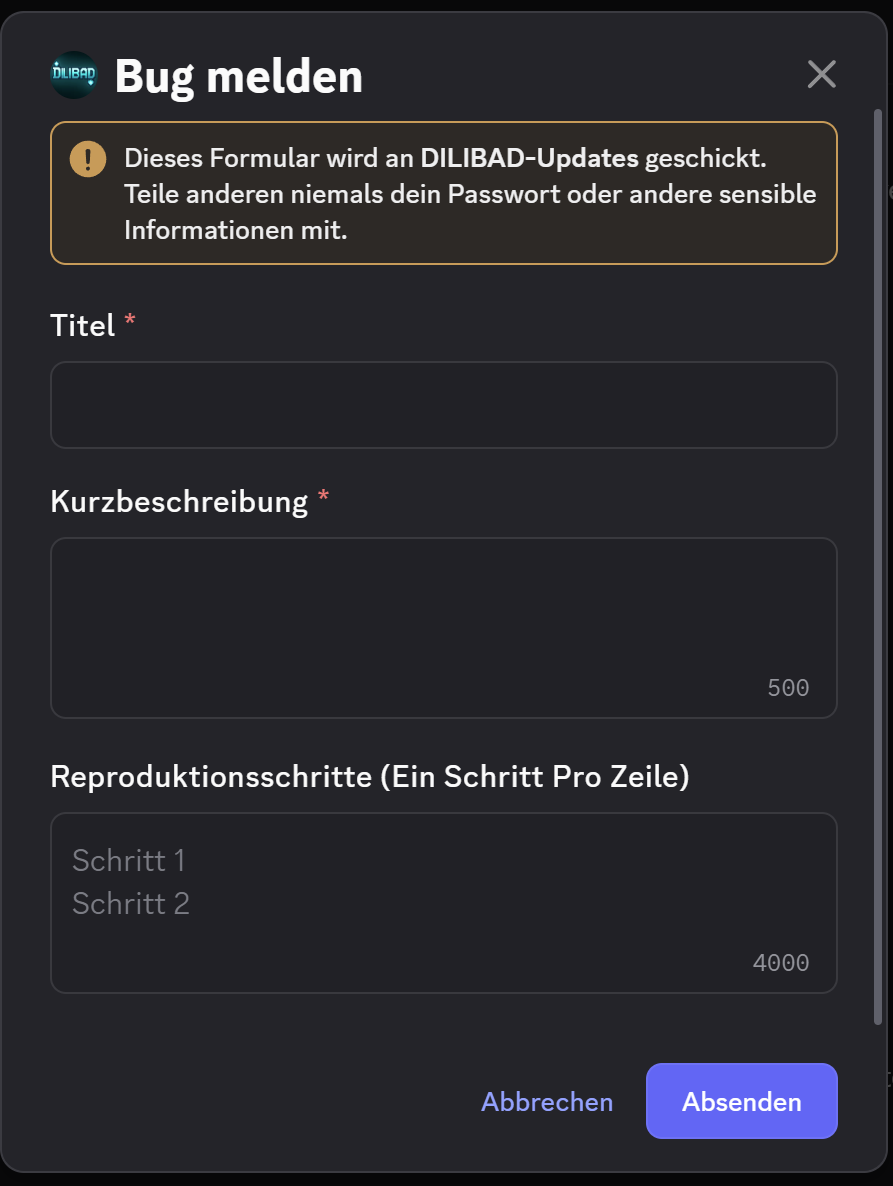 DILIBAD
Bug melden
Dieses Formular wird an DILIBAD-Updates geschickt.
Teile anderen niemals dein Passwort oder andere sensible
Informationen mit.
Titel *
Kurzbeschreibung *
500
Reproduktionsschritte (Ein Schritt Pro Zeile)
Schritt 1
Schritt 2
4000
Abbrechen
Absenden